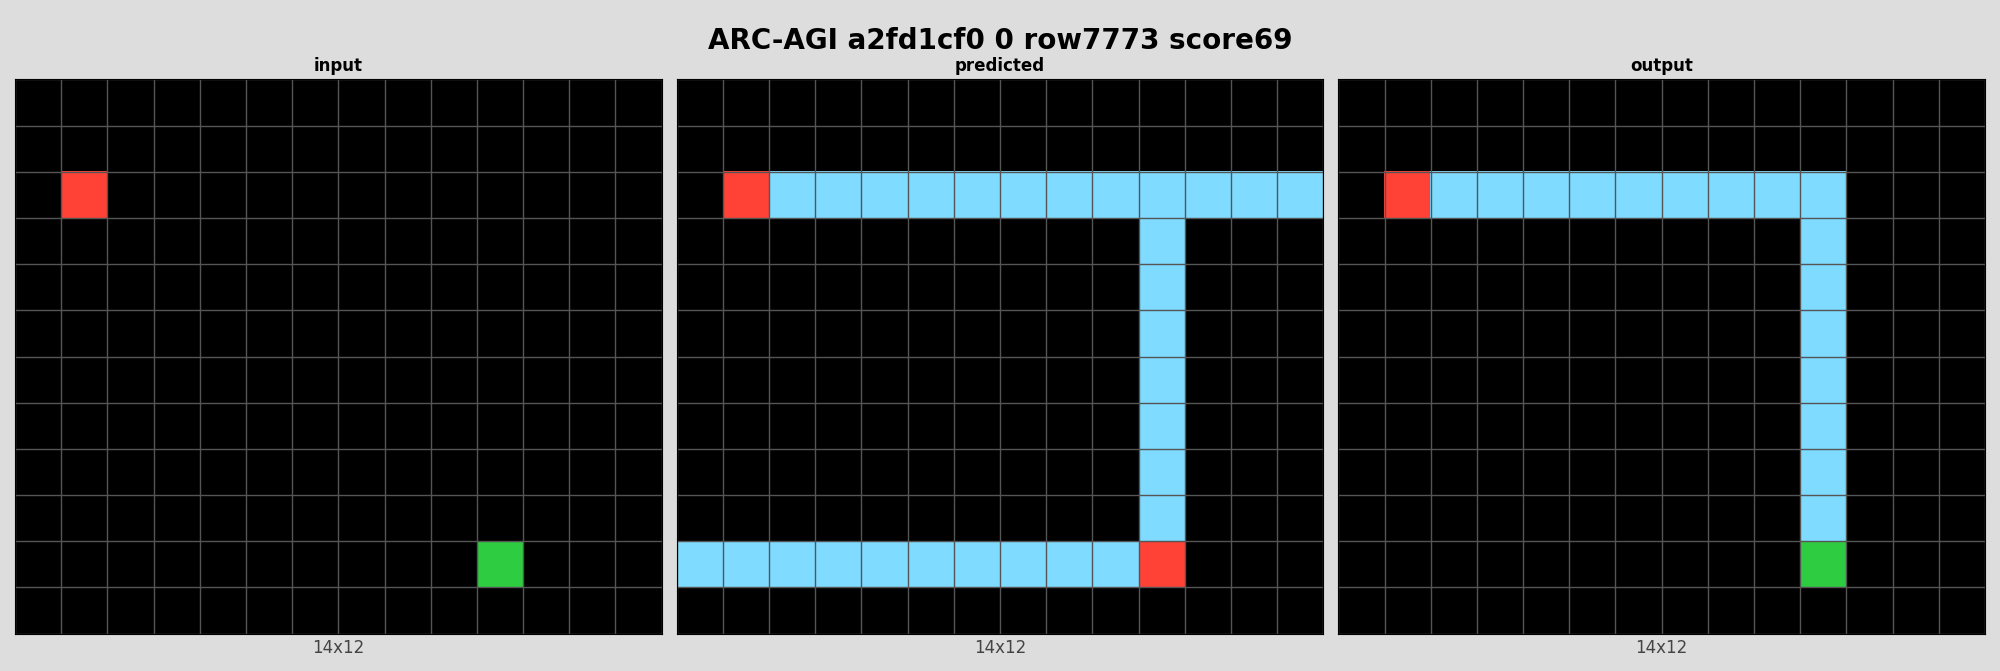 ARC-AGI a2fd1cf0 0 row7773 score69
input
predicted
output
14x12
14x12
14x12